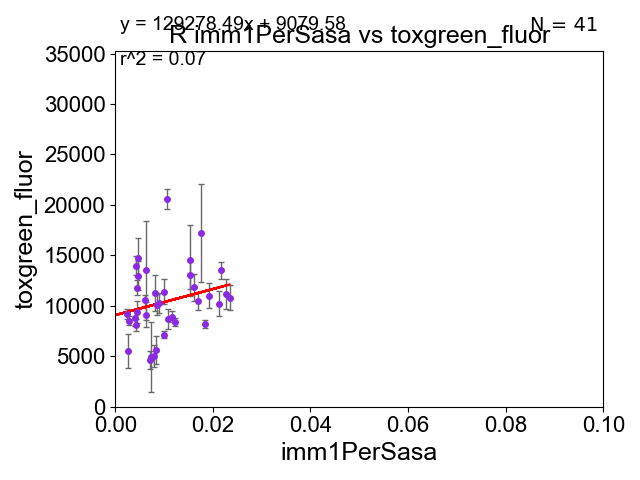 y = 129278.49x + 9079.58
N = 41
R imm1PerSasa vs toxgreen_fluor
r^2 = 0.07
35000
30000
25000
20000
15000
10000
5000
0
toxgreen_fluor
0.00 0.02 0.04 0.06 0.08 0.10
imm1PerSasa